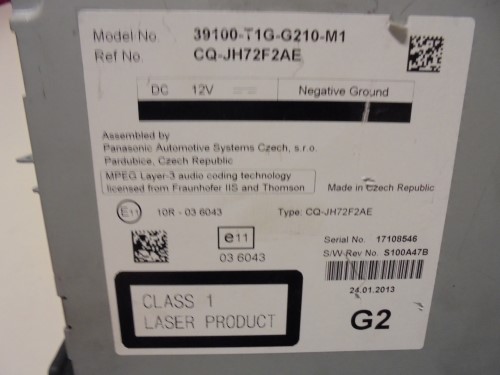 Model No. 39100-T1G-G210-M1
Ref No. CQ-JH72F2AE
DC 12V Negative Ground
Assembled by
Panasonic Automotive Systems Czech, s.r.o.
Pardubice, Czech Republic
MPEG Layer-3 audio coding technology
licensed from Fraunhofer IIS and Thomson
Made in Czech Republic
E11 10R - 03 6043 Type: CQ-JH72F2AE
e11
03 6043
Serial No. 17108546
S/W-Rev No. S100A47B
24.01.2013
CLASS 1
LASER PRODUCT
G2